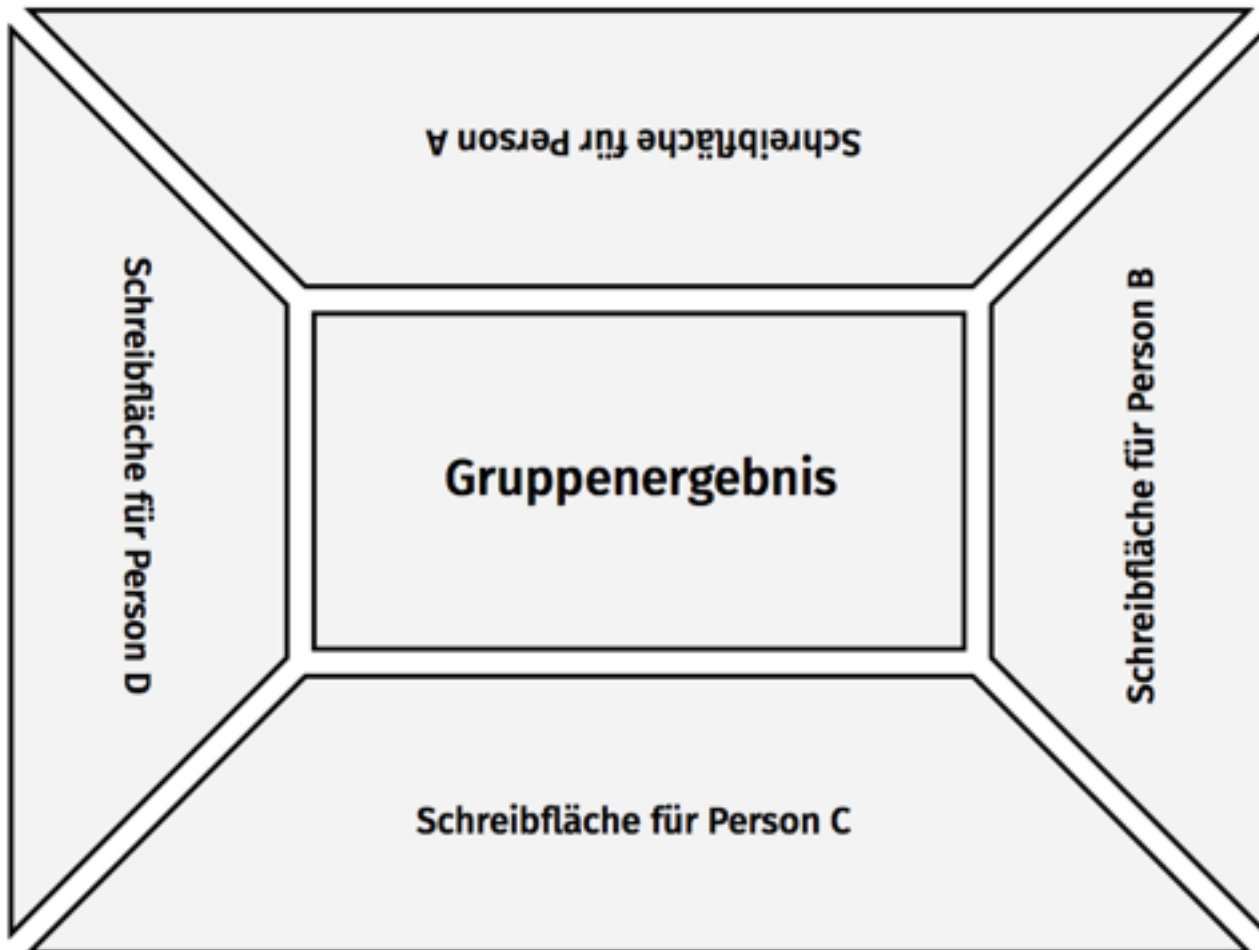 Schreibfläche für Person A
Schreibfläche für Person D
Gruppenergebnis
Schreibfläche für Person B
Schreibfläche für Person C